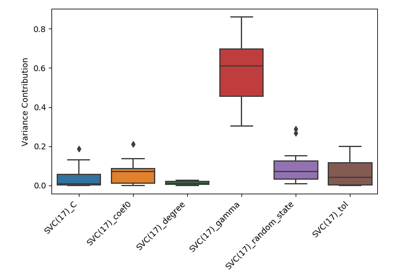 0.8
0.6
0.4
0.2
0.0
Variance Contribution
SVC(17)_C
SVC(17)_coef0
SVC(17)_degree
SVC(17)_gamma
SVC(17)_random_state
SVC(17)_tol